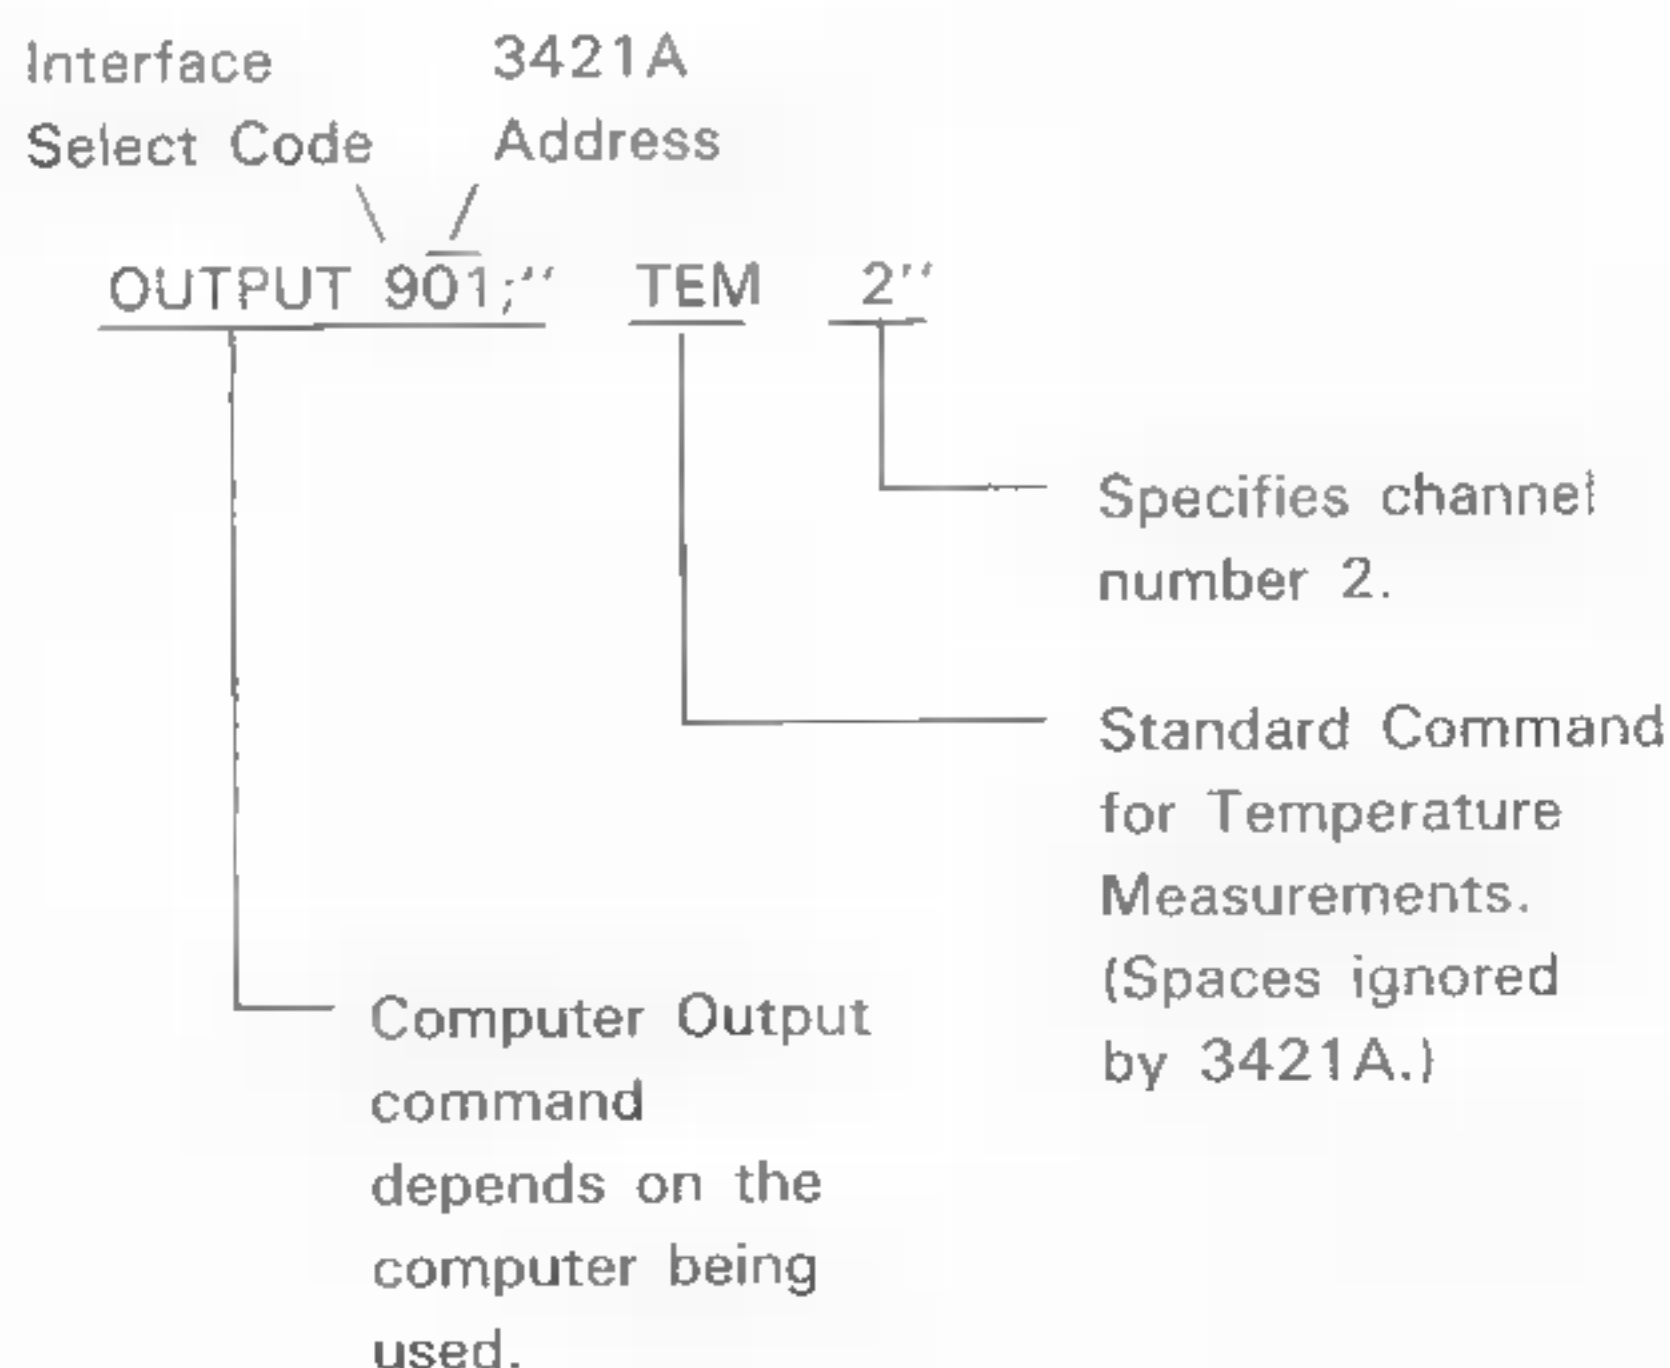 Interface
Select Code
3421A
Address
OUTPUT 901;" TEM 2"
Specifies channel
number 2.
Standard Command
for Temperature
Measurements.
(Spaces ignored
by 3421A.)
Computer Output
command
depends on the
computer being
used.